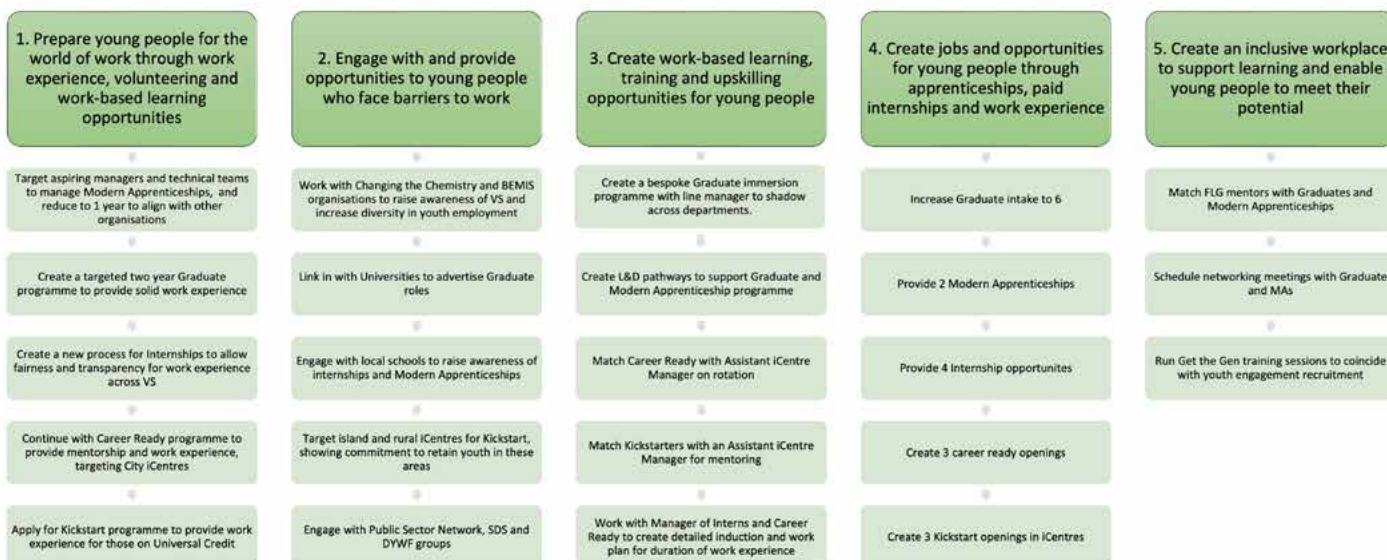 1. Prepare young people for the
world of work through work
experience, volunteering and
work-based learning
opportunities
Target aspiring managers and technical teams
to manage Modern Apprenticeships, and
reduce to 1 year to align with other
organisations
Create a targeted two year Graduate
programme to provide solid work experience
Create a new process for Internships to allow
fairness and transparency for work experience
across VS
Continue with Career Ready programme to
provide mentorship and work experience,
targeting City iCentres
Apply for Kickstart programme to provide work
experience for those on Universal Credit
2. Engage with and provide
opportunities to young people
who face barriers to work
Work with Changing the Chemistry and BEMIS
organisations to raise awareness of VS and
increase diversity in youth employment
Link in with Universities to advertise Graduate
roles
Engage with local schools to raise awareness of
internships and Modern Apprenticeships
Target island and rural iCentres for Kickstart,
showing commitment to retain youth in these
areas
Engage with Public Sector Network, SDS and
DYWF groups
3. Create work-based learning,
training and upskilling
opportunities for young people
Create a bespoke Graduate immersion
programme with line manager to shadow
across departments.
Create L&D pathways to support Graduate and
Modern Apprenticeship programme
Match Career Ready with Assistant iCentre
Manager on rotation
Match Kickstarters with an Assistant iCentre
Manager for mentoring
Work with Manager of Interns and Career
Ready to create detailed induction and work
plan for duration of work experience
4. Create jobs and opportunities
for young people through
apprenticeships, paid
internships and work experience
Increase Graduate intake to 6
Provide 2 Modern Apprenticeships
Provide 4 Internship opportunites
Create 3 career ready openings
Create 3 Kickstart openings in iCentres
5. Create an inclusive workplace
to support learning and enable
young people to meet their
potential
Match FLG mentors with Graduates and
Modern Apprenticeships
Schedule networking meetings with Graduate
and MAs
Run Get the Gen training sessions to coincide
with youth engagement recruitment